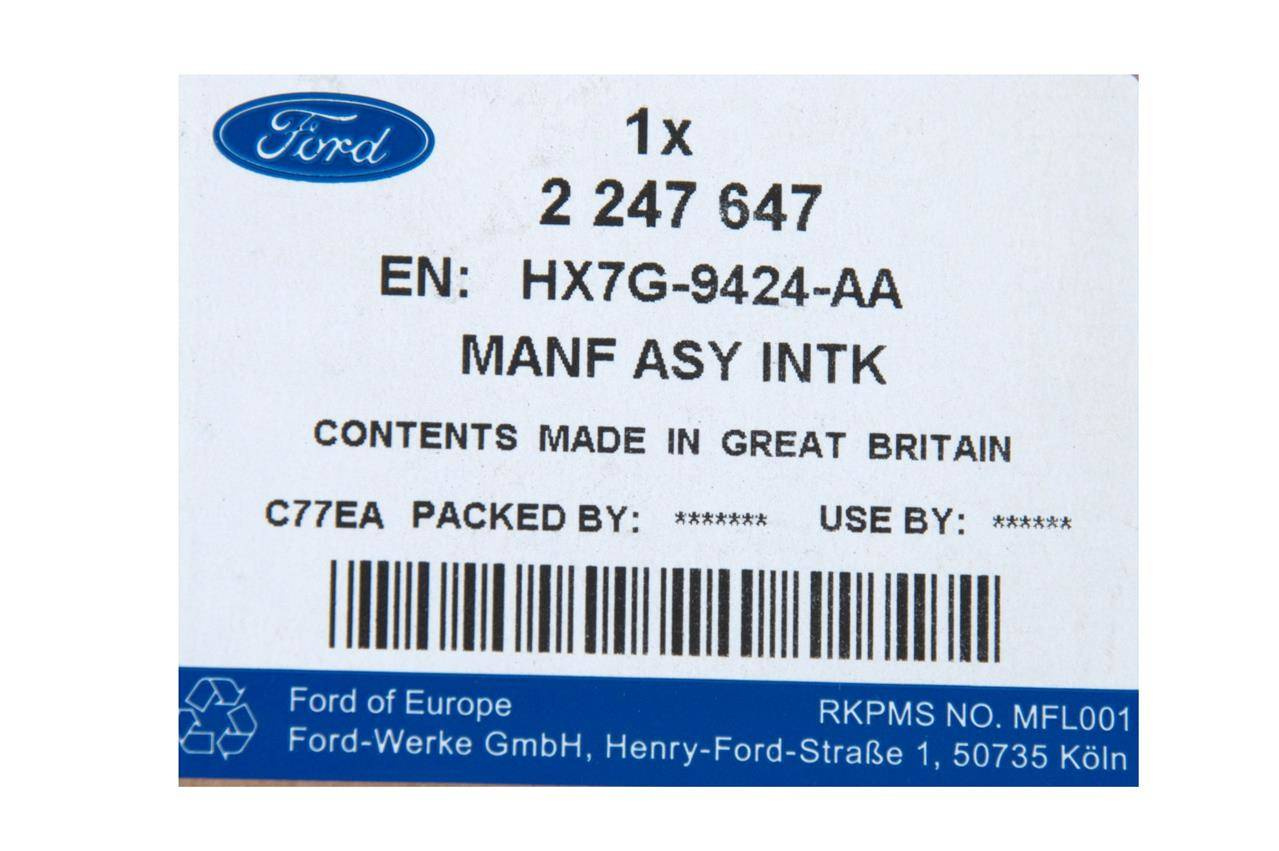 Ford
1x
2 247 647
EN: HX7G-9424-AA
MANF ASY INTK
CONTENTS MADE IN GREAT BRITAIN
C77EA PACKED BY: ******* USE BY: ******
Ford of Europe
RKPMS NO. MFL001
Ford-Werke GmbH, Henry-Ford-Straße 1, 50735 Köln